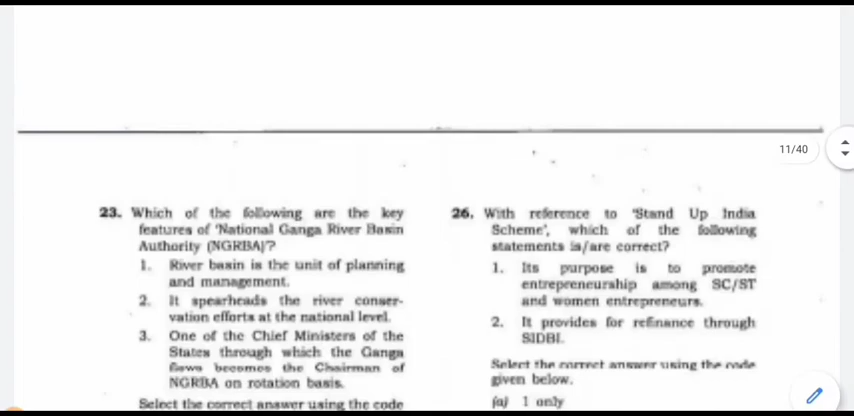 11/40
23. Which of the following are the key
features of 'National Ganga River Basin
Authority (NGRBA)'?
1. River basin is the unit of planning
and management.
2. It spearheads the river conser-
vation efforts at the national level.
3. One of the Chief Ministers of the
States through which the Ganga
flows becomes the Chairman of
NGRBA on rotation basis.
Select the correct answer using the code
26. With reference to 'Stand Up India
Scheme', which of the following
statements is/are correct?
1. Its purpose is to promote
entrepreneurship among SC/ST
and women entrepreneurs.
2. It provides for refinance through
SIDBI.
Select the correct answer using the code
given below.
(a) 1 only